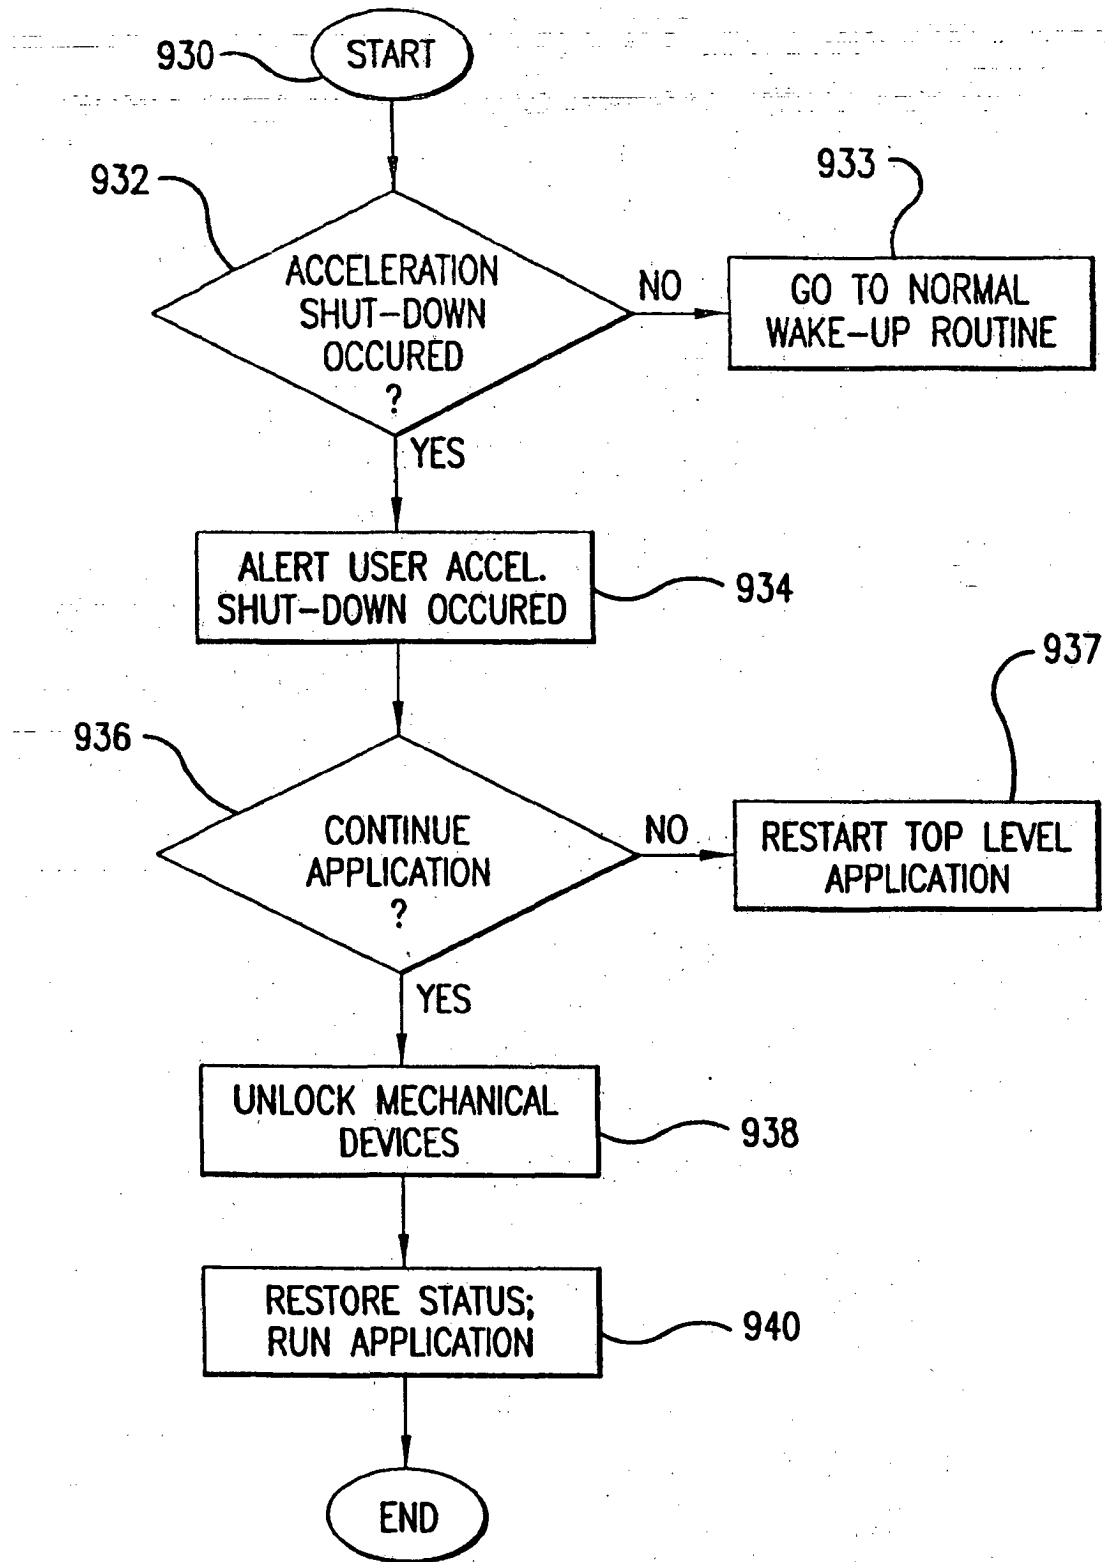 930
START
932
933
ACCELERATION
SHUT-DOWN
OCCURED
?
NO
GO TO NORMAL
WAKE-UP ROUTINE
YES
ALERT USER ACCEL.
SHUT-DOWN OCCURED
934
937
936
CONTINUE
APPLICATION
?
NO
RESTART TOP LEVEL
APPLICATION
YES
UNLOCK MECHANICAL
DEVICES
938
RESTORE STATUS;
RUN APPLICATION
940
END